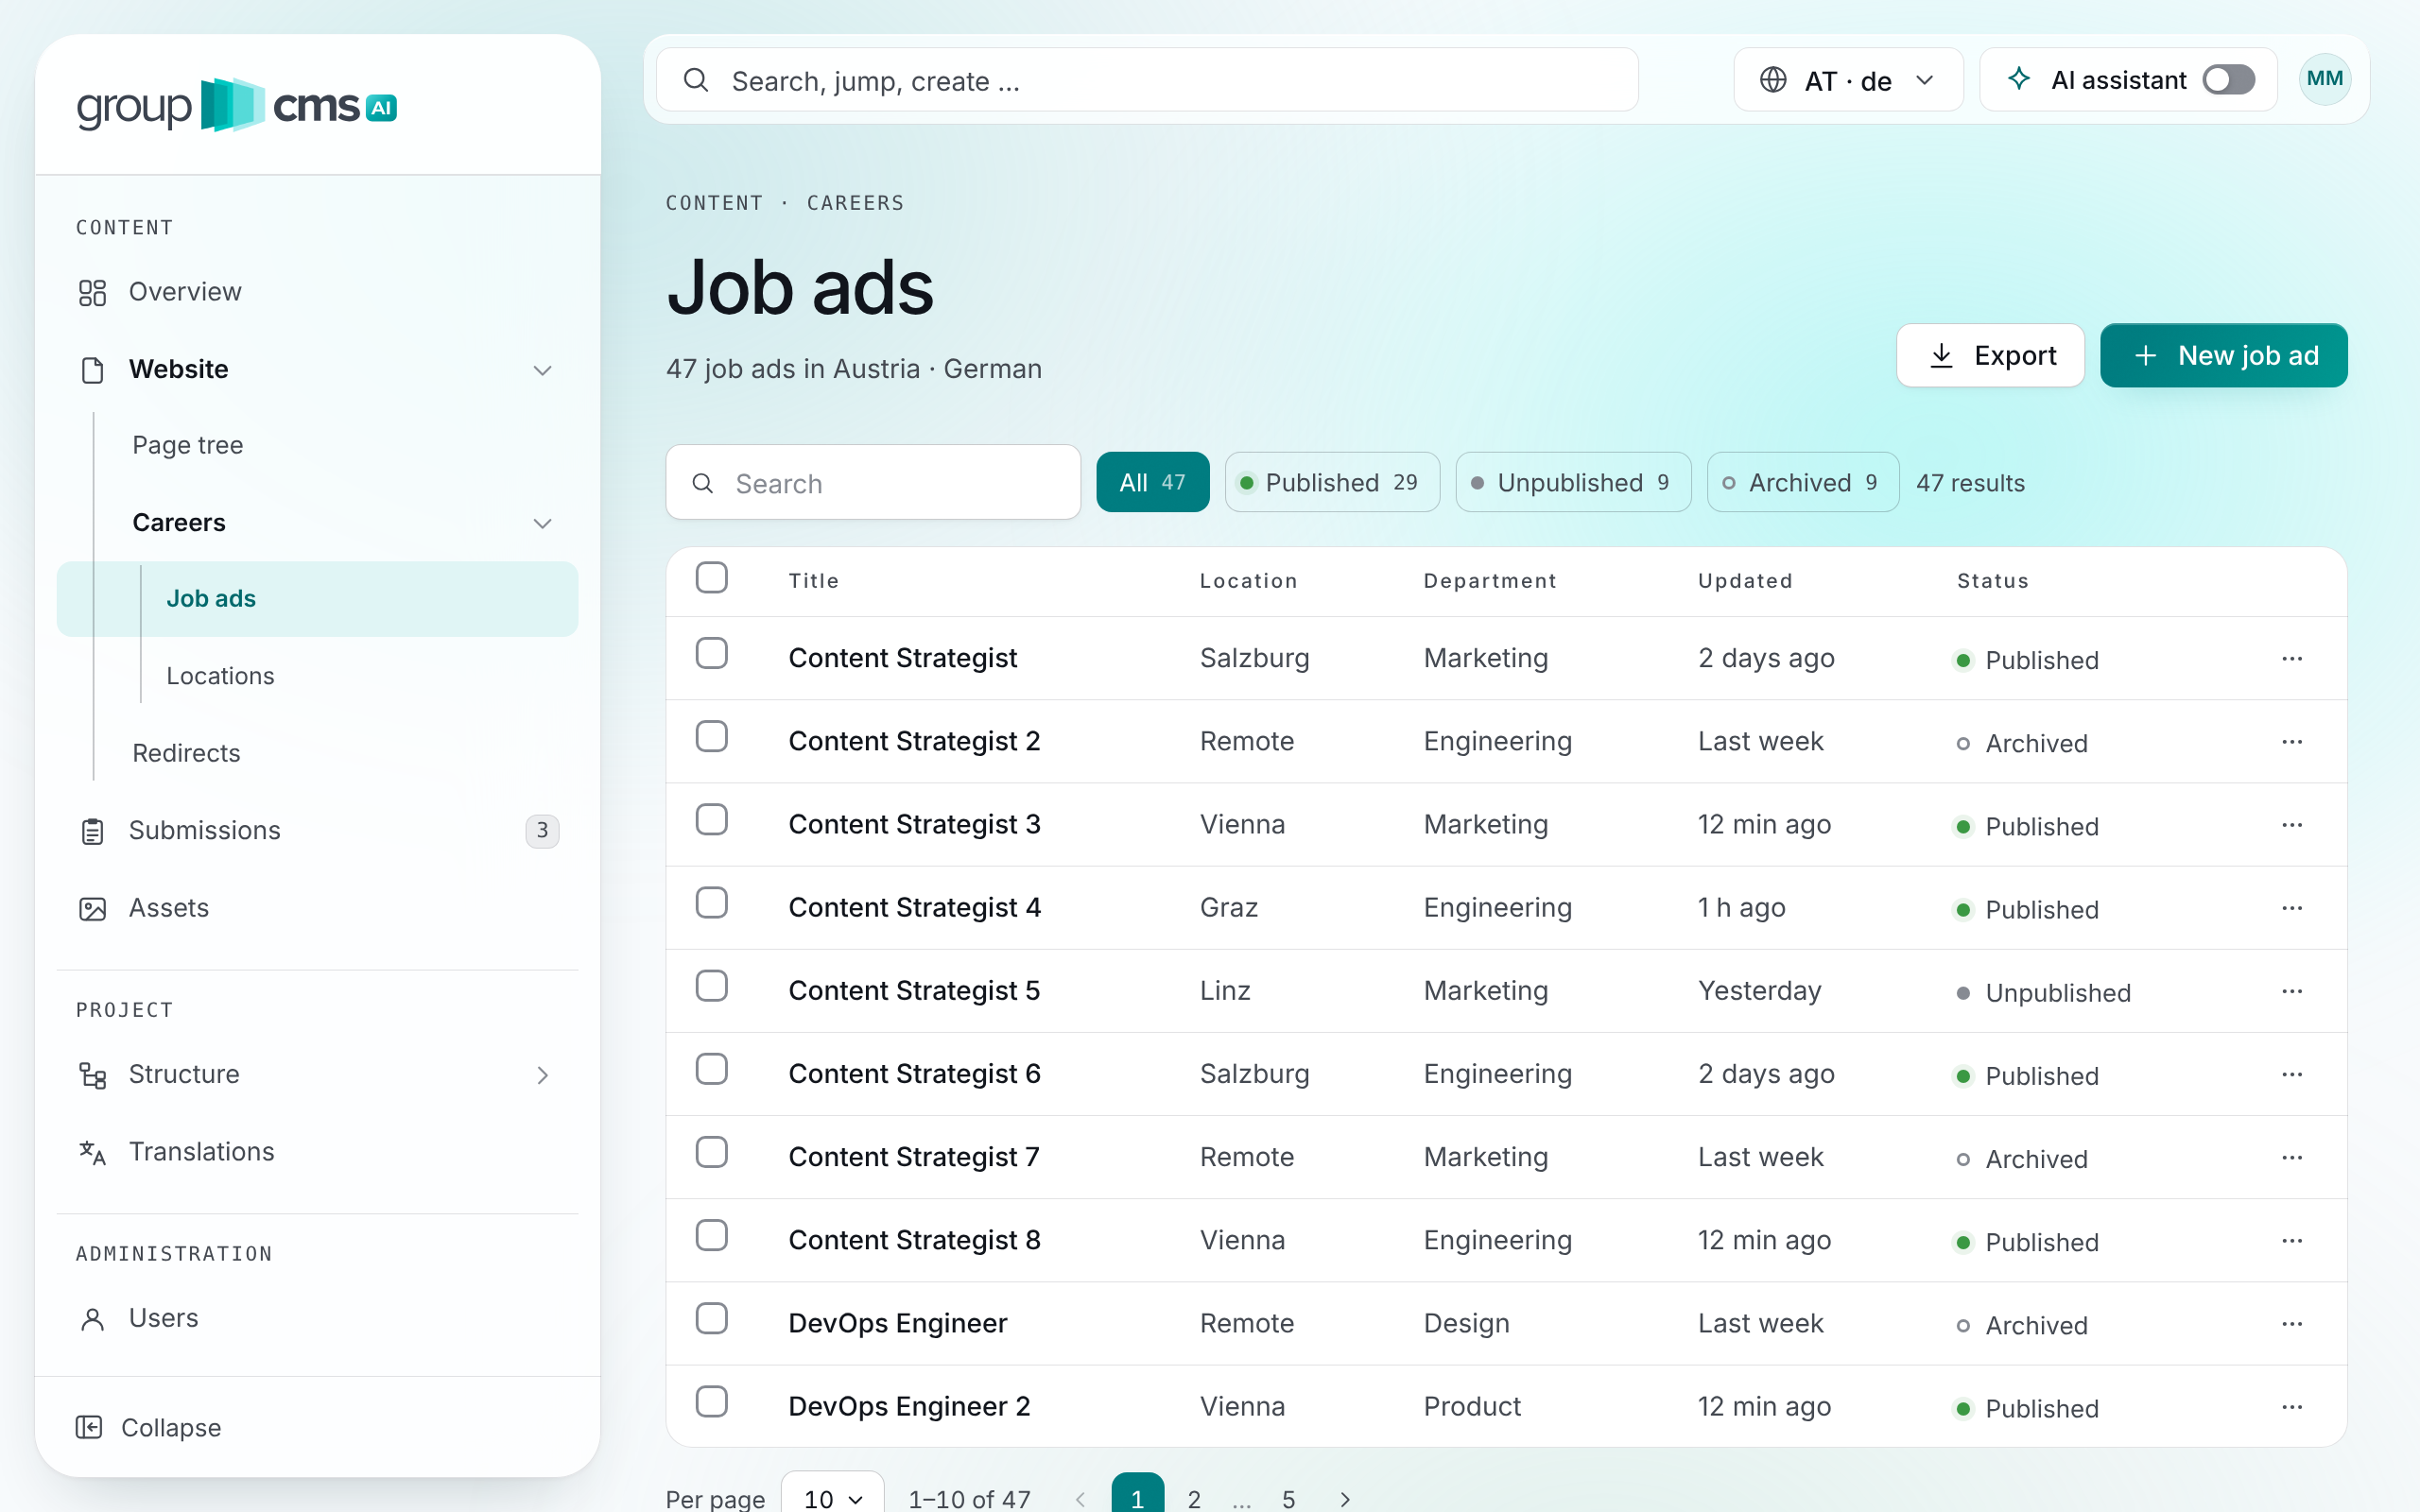 group cms AI
CONTENT
Overview
Website
Page tree
Careers
Job ads
Locations
Redirects
Submissions 3
Assets
PROJECT
Structure
Translations
ADMINISTRATION
Users
Collapse
Search, jump, create ...
AT · de
AI assistant
MM
CONTENT · CAREERS
Job ads
47 job ads in Austria · German
Export
New job ad
Search
All 47
Published 29
Unpublished 9
Archived 9
47 results
Title Location Department Updated Status
Content Strategist Salzburg Marketing 2 days ago Published
Content Strategist 2 Remote Engineering Last week Archived
Content Strategist 3 Vienna Marketing 12 min ago Published
Content Strategist 4 Graz Engineering 1 h ago Published
Content Strategist 5 Linz Marketing Yesterday Unpublished
Content Strategist 6 Salzburg Engineering 2 days ago Published
Content Strategist 7 Remote Marketing Last week Archived
Content Strategist 8 Vienna Engineering 12 min ago Published
DevOps Engineer Remote Design Last week Archived
DevOps Engineer 2 Vienna Product 12 min ago Published
Per page 10 1–10 of 47 1 2 ... 5